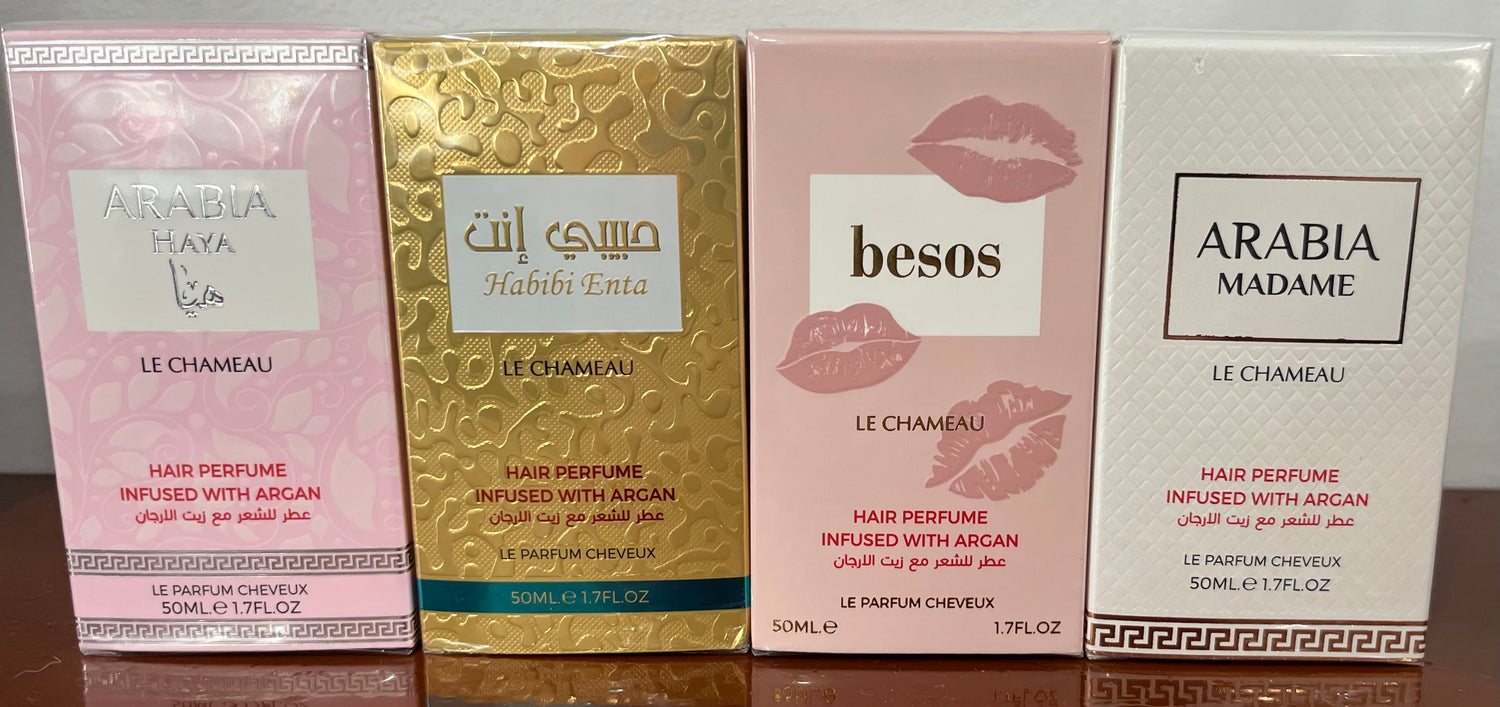 ARABIA
HAYA
هيا
LE CHAMEAU
HAIR PERFUME
INFUSED WITH ARGAN
عطر للشعر مع زيت الارجان
LE PARFUM CHEVEUX
50ML.e 1.7FL.OZ
حبيبي إنت
Habibi Enta
LE CHAMEAU
HAIR PERFUME
INFUSED WITH ARGAN
عطر للشعر مع زيت الارجان
LE PARFUM CHEVEUX
50ML.e 1.7FL.OZ
besos
LE CHAMEAU
HAIR PERFUME
INFUSED WITH ARGAN
عطر للشعر مع زيت الارجان
LE PARFUM CHEVEUX
50ML.e 1.7FL.OZ
ARABIA
MADAME
LE CHAMEAU
HAIR PERFUME
INFUSED WITH ARGAN
عطر للشعر مع زيت الارجان
LE PARFUM CHEVEUX
50ML.e 1.7FL.OZ